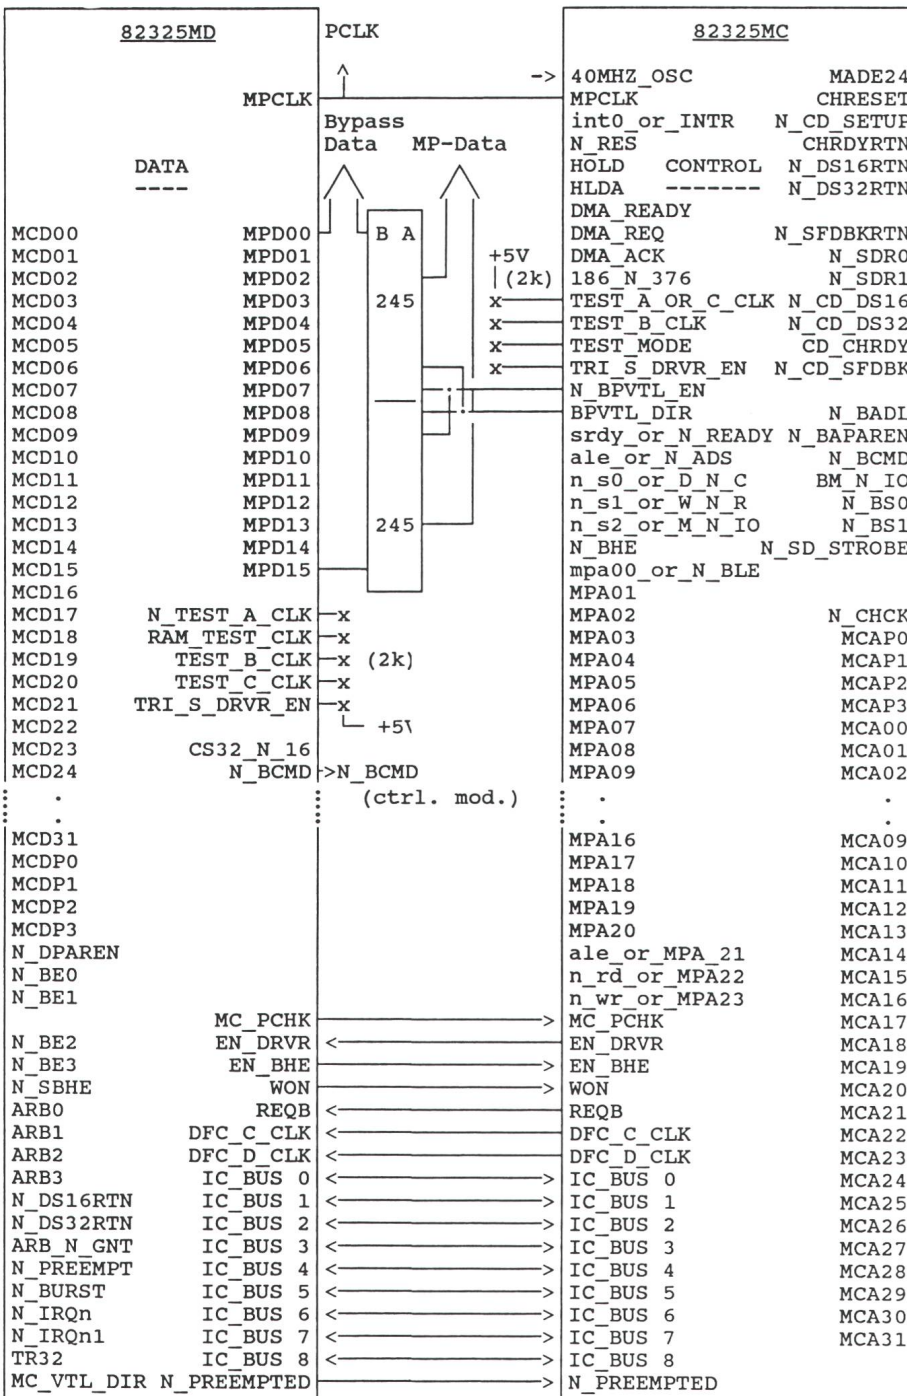 82325MD PCLK 82325MC
-> 40MHZ_OSC MADE24
MPCLK MPCLK CHRESET
Bypass int0_or_INTR N_CD_SETUP
Data MP-Data N_RES CHRDYRTN
DATA HOLD CONTROL N_DS16RTN
---- HLDA ------- N_DS32RTN
DMA_READY
MCD00 MPD00 B A DMA_REQ N_SFDBKRTN
MCD01 MPD01 +5V DMA_ACK N_SDR0
MCD02 MPD02 (2k) 186_N_376 N_SDR1
MCD03 MPD03 245 x TEST_A_OR_C_CLK N_CD_DS16
MCD04 MPD04 x TEST_B_CLK N_CD_DS32
MCD05 MPD05 x TEST_MODE CD_CHRDY
MCD06 MPD06 x TRI_S_DRVR_EN N_CD_SFDBK
MCD07 MPD07 N_BPVTL_EN
MCD08 MPD08 BPVTL_DIR N_BADL
MCD09 MPD09 srdy_or_N_READY N_BAPAREN
MCD10 MPD10 ale_or_N_ADS N_BCMD
MCD11 MPD11 n_s0_or_D_N_C BM_N_IO
MCD12 MPD12 n_s1_or_W_N_R N_BS0
MCD13 MPD13 245 n_s2_or_M_N_IO N_BS1
MCD14 MPD14 N_BHE N_SD_STROBE
MCD15 MPD15 mpa00_or_N_BLE
MCD16 MPA01
MCD17 N_TEST_A_CLK x MPA02 N_CHCK
MCD18 RAM_TEST_CLK x MPA03 MCAP0
MCD19 TEST_B_CLK x (2k) MPA04 MCAP1
MCD20 TEST_C_CLK x MPA05 MCAP2
MCD21 TRI_S_DRVR_EN x MPA06 MCAP3
MCD22 +5V MPA07 MCA00
MCD23 CS32_N_16 MPA08 MCA01
MCD24 N_BCMD >N_BCMD MPA09 MCA02
(ctrl. mod.)
MCD31 MPA16 MCA09
MCDP0 MPA17 MCA10
MCDP1 MPA18 MCA11
MCDP2 MPA19 MCA12
MCDP3 MPA20 MCA13
N_DPAREN ale_or_MPA_21 MCA14
N_BE0 n_rd_or_MPA22 MCA15
N_BE1 n_wr_or_MPA23 MCA16
MC_PCHK > MC_PCHK MCA17
N_BE2 EN_DRVR < EN_DRVR MCA18
N_BE3 EN_BHE > EN_BHE MCA19
N_SBHE WON > WON MCA20
ARB0 REQB < REQB MCA21
ARB1 DFC_C_CLK < DFC_C_CLK MCA22
ARB2 DFC_D_CLK < DFC_D_CLK MCA23
ARB3 IC_BUS 0 < > IC_BUS 0 MCA24
N_DS16RTN IC_BUS 1 < > IC_BUS 1 MCA25
N_DS32RTN IC_BUS 2 < > IC_BUS 2 MCA26
ARB_N_GNT IC_BUS 3 < > IC_BUS 3 MCA27
N_PREEMPT IC_BUS 4 < > IC_BUS 4 MCA28
N_BURST IC_BUS 5 < > IC_BUS 5 MCA29
N_IRQn IC_BUS 6 < > IC_BUS 6 MCA30
N_IRQn1 IC_BUS 7 < > IC_BUS 7 MCA31
TR32 IC_BUS 8 < > IC_BUS 8
MC_VTL_DIR N_PREEMPTED > N_PREEMPTED